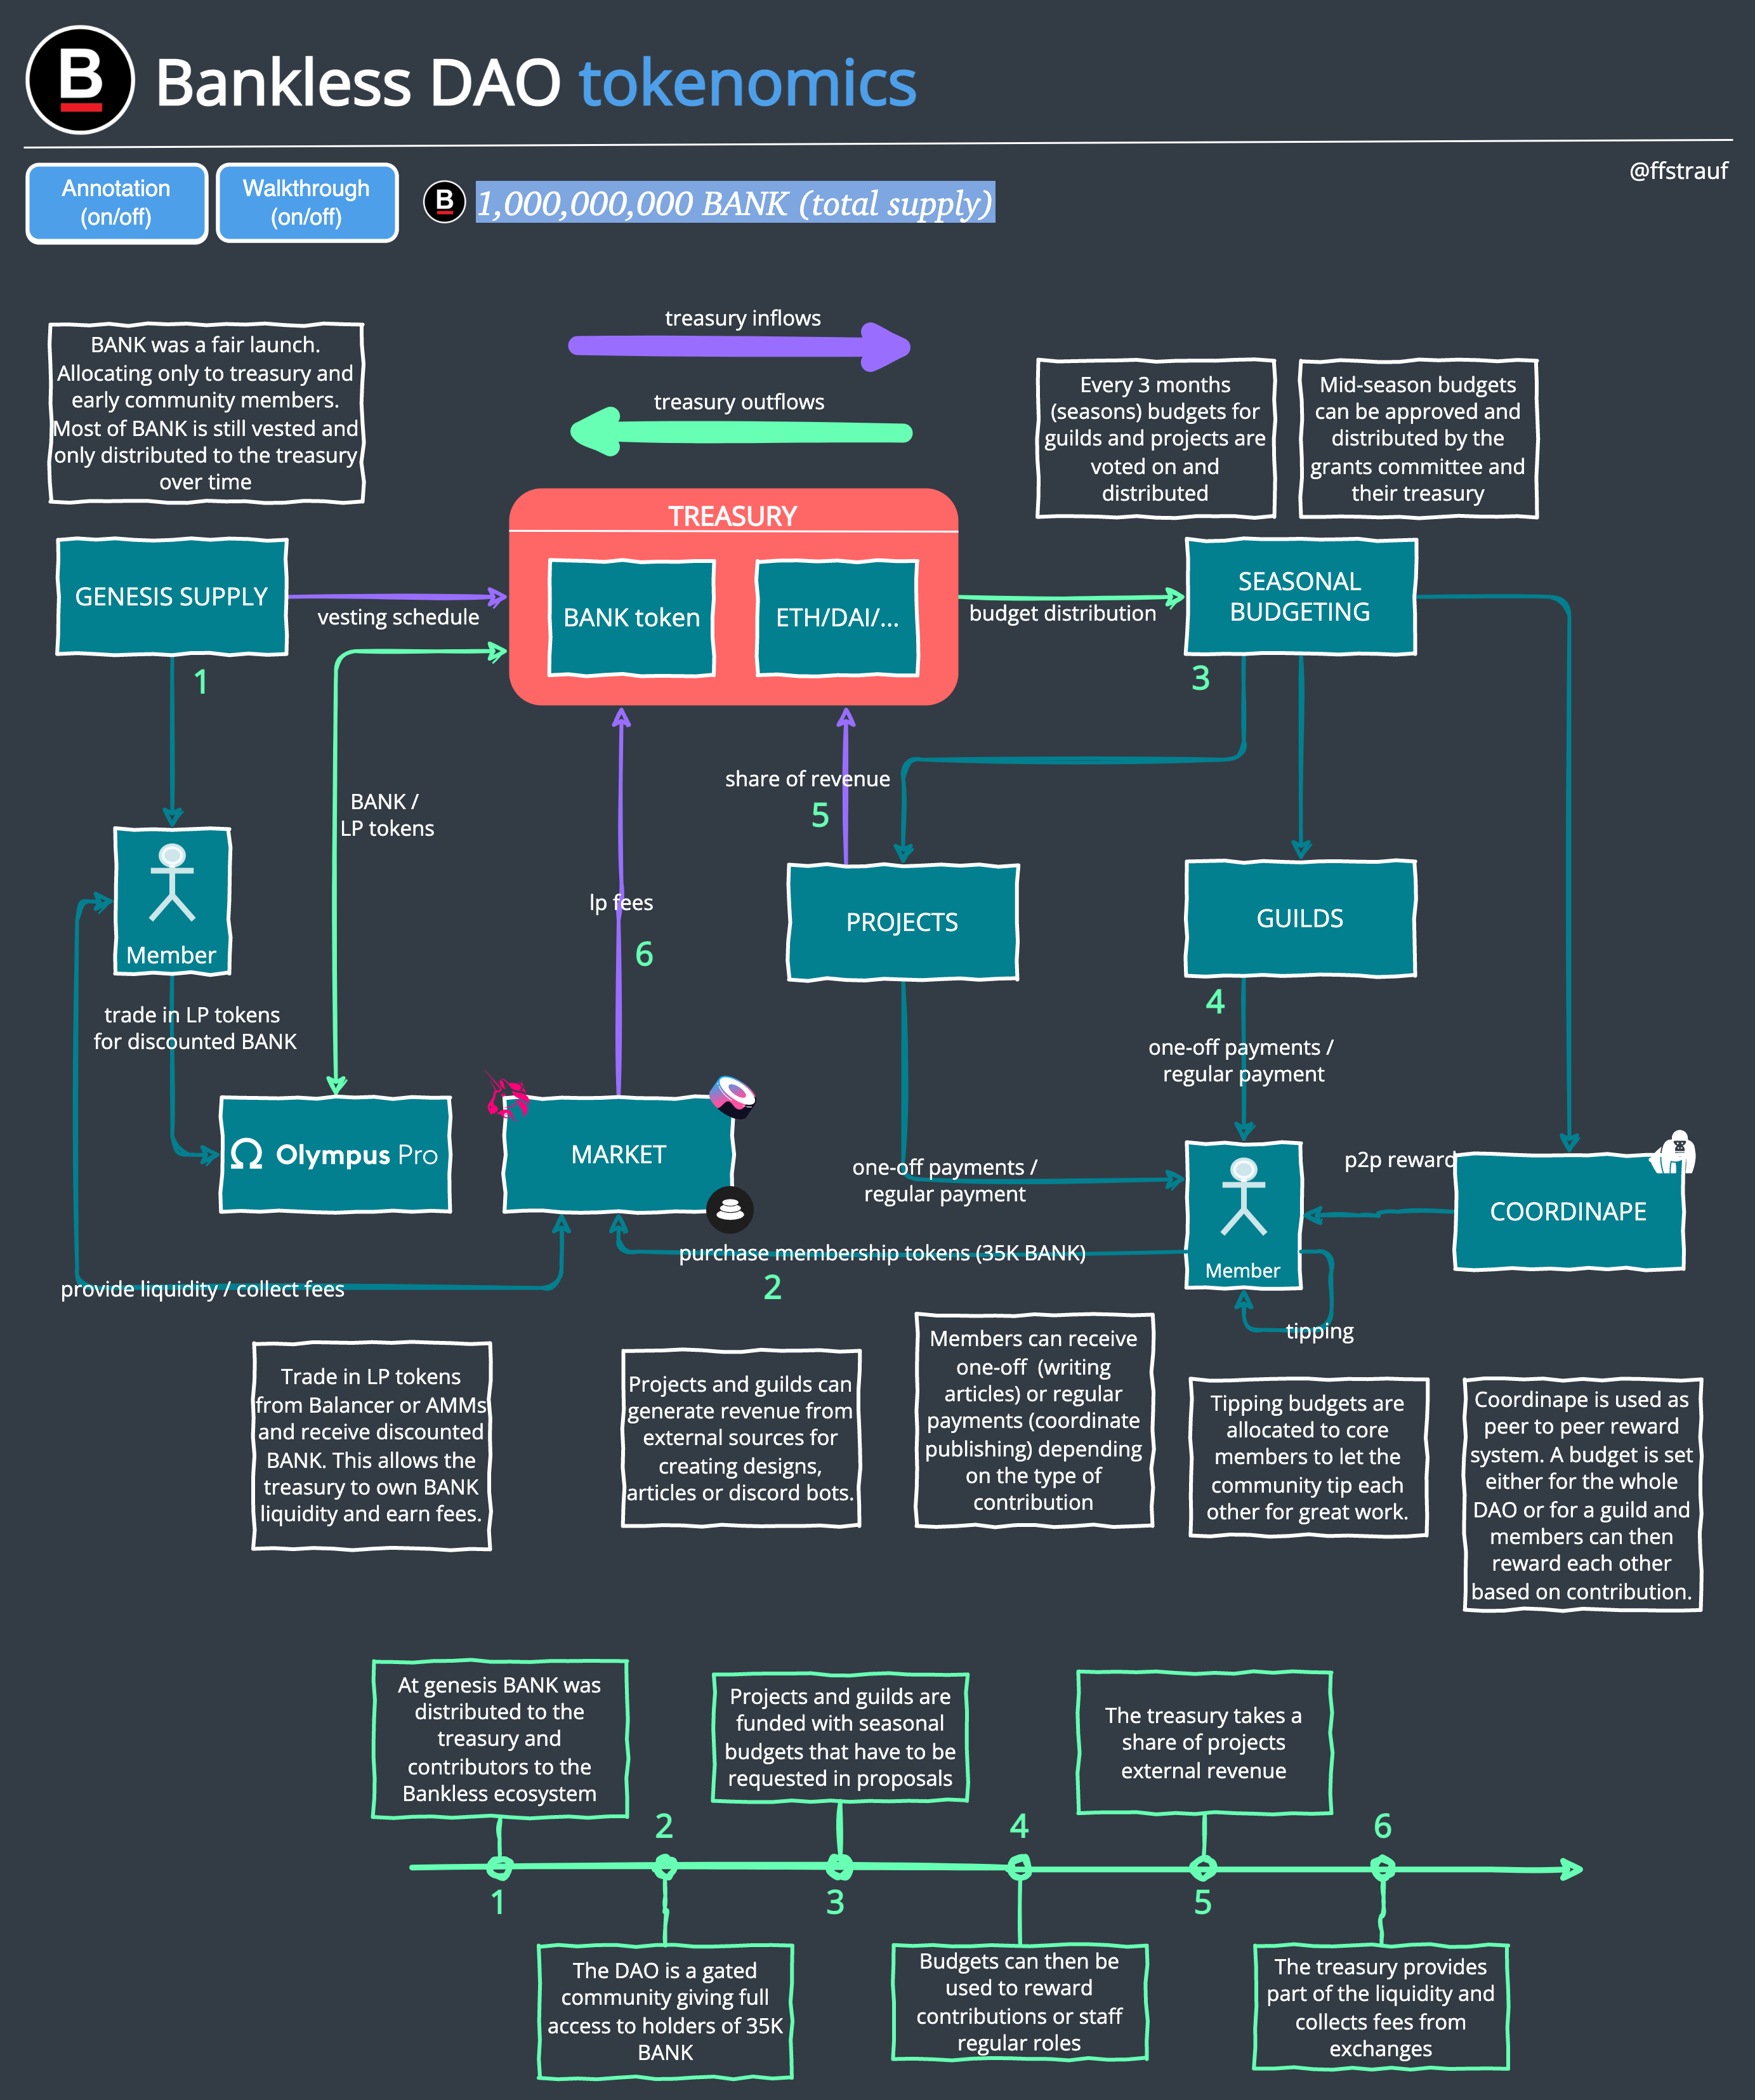 B
Bankless DAO tokenomics
@ffstrauf
Annotation
(on/off)
Walkthrough
(on/off)
B
1,000,000,000 BANK (total supply)
treasury inflows
treasury outflows
BANK was a fair launch.
Allocating only to treasury and
early community members.
Most of BANK is still vested and
only distributed to the treasury
over time
Every 3 months
(seasons) budgets for
guilds and projects are
voted on and
distributed
Mid-season budgets
can be approved and
distributed by the
grants committee and
their treasury
TREASURY
GENESIS SUPPLY
vesting schedule
BANK token
ETH/DAI/...
budget distribution
SEASONAL
BUDGETING
1
3
BANK /
LP tokens
share of revenue
5
lp fees
6
Member
PROJECTS
GUILDS
4
trade in LP tokens
for discounted BANK
one-off payments /
regular payment
Olympus Pro
MARKET
one-off payments /
regular payment
p2p reward
COORDINAPE
Member
purchase membership tokens (35K BANK)
2
provide liquidity / collect fees
tipping
Trade in LP tokens
from Balancer or AMMs
and receive discounted
BANK. This allows the
treasury to own BANK
liquidity and earn fees.
Projects and guilds can
generate revenue from
external sources for
creating designs,
articles or discord bots.
Members can receive
one-off (writing
articles) or regular
payments (coordinate
publishing) depending
on the type of
contribution
Tipping budgets are
allocated to core
members to let the
community tip each
other for great work.
Coordinape is used as
peer to peer reward
system. A budget is set
either for the whole
DAO or for a guild and
members can then
reward each other
based on contribution.
At genesis BANK was
distributed to the
treasury and
contributors to the
Bankless ecosystem
Projects and guilds are
funded with seasonal
budgets that have to be
requested in proposals
The treasury takes a
share of projects
external revenue
1
2
3
4
5
6
The DAO is a gated
community giving full
access to holders of 35K
BANK
Budgets can then be
used to reward
contributions or staff
regular roles
The treasury provides
part of the liquidity and
collects fees from
exchanges